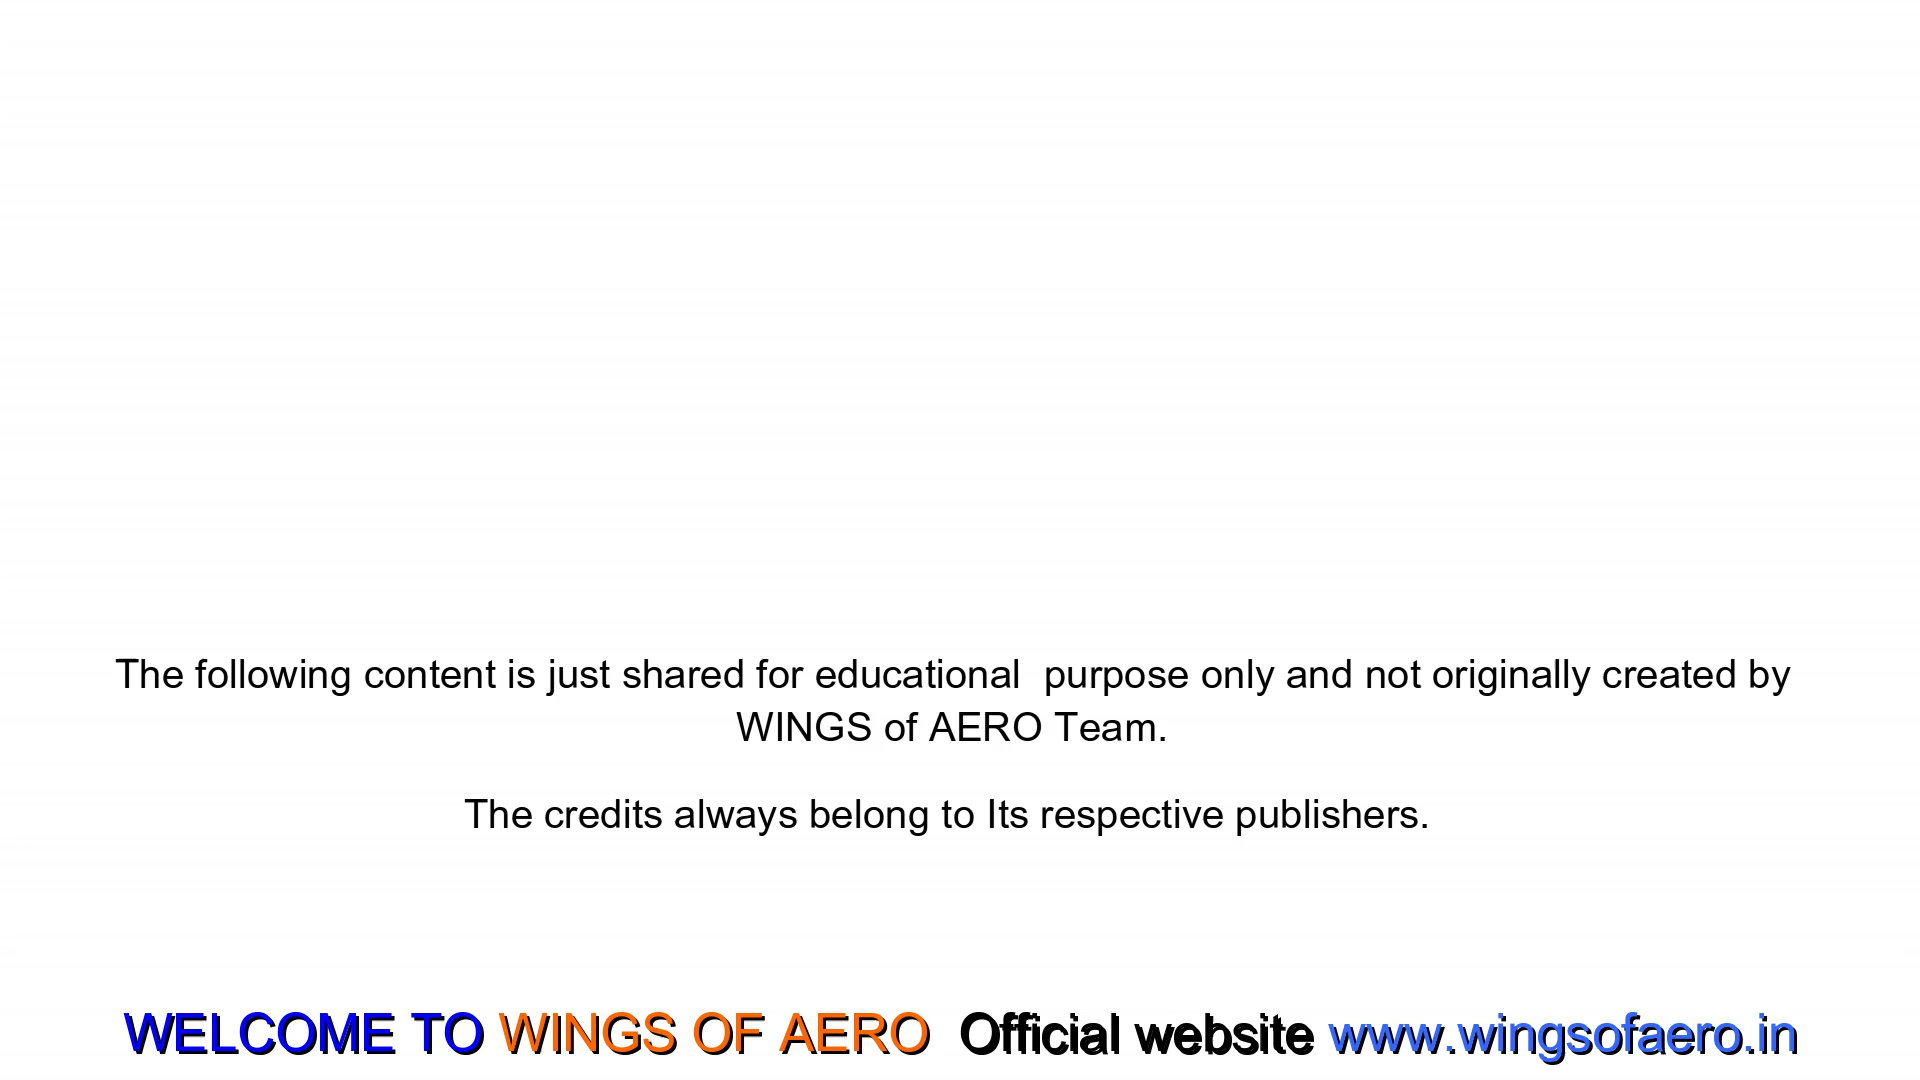 The following content is just shared for educational  purpose only and not originally created by
WINGS of AERO Team.
The credits always belong to Its respective publishers.
WELCOME TO WINGS OF AERO  Official website www.wingsofaero.in